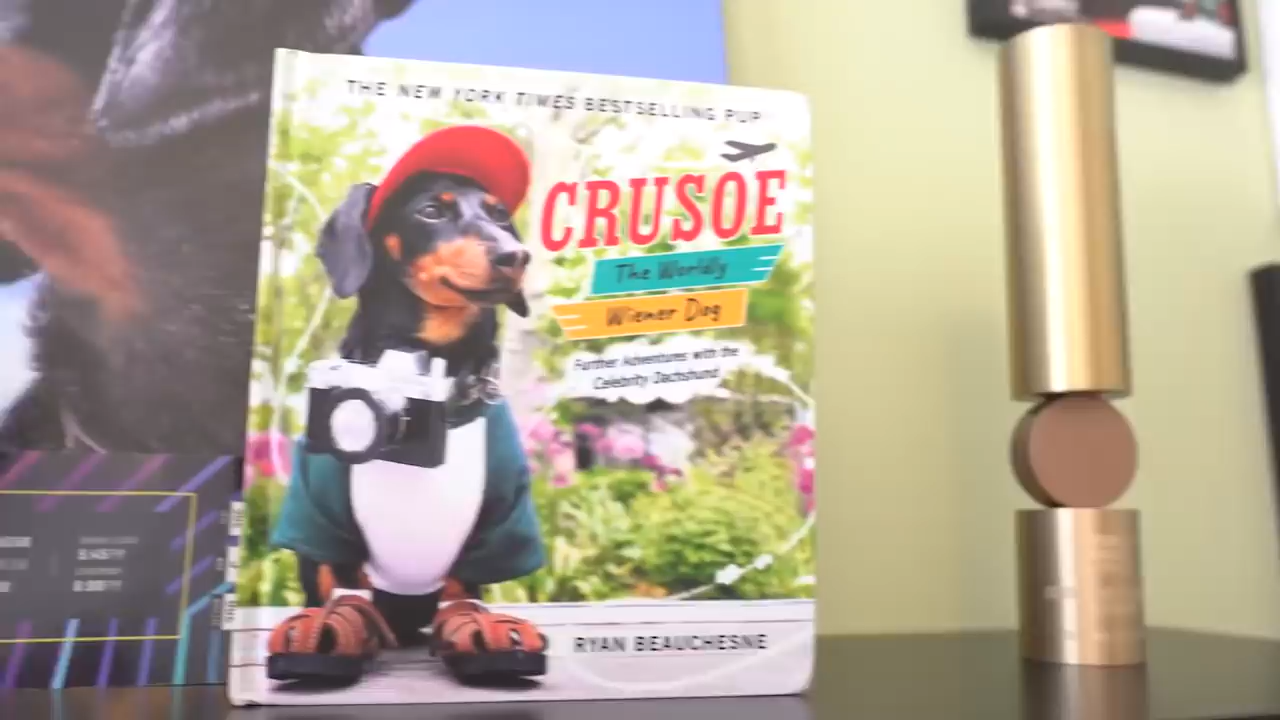 THE NEW YORK TIMES BESTSELLING PUP
CRUSOE
The Worldly
Wiener Dog
Further Adventures with the
Celebrity Dachshund
RYAN BEAUCHESNE